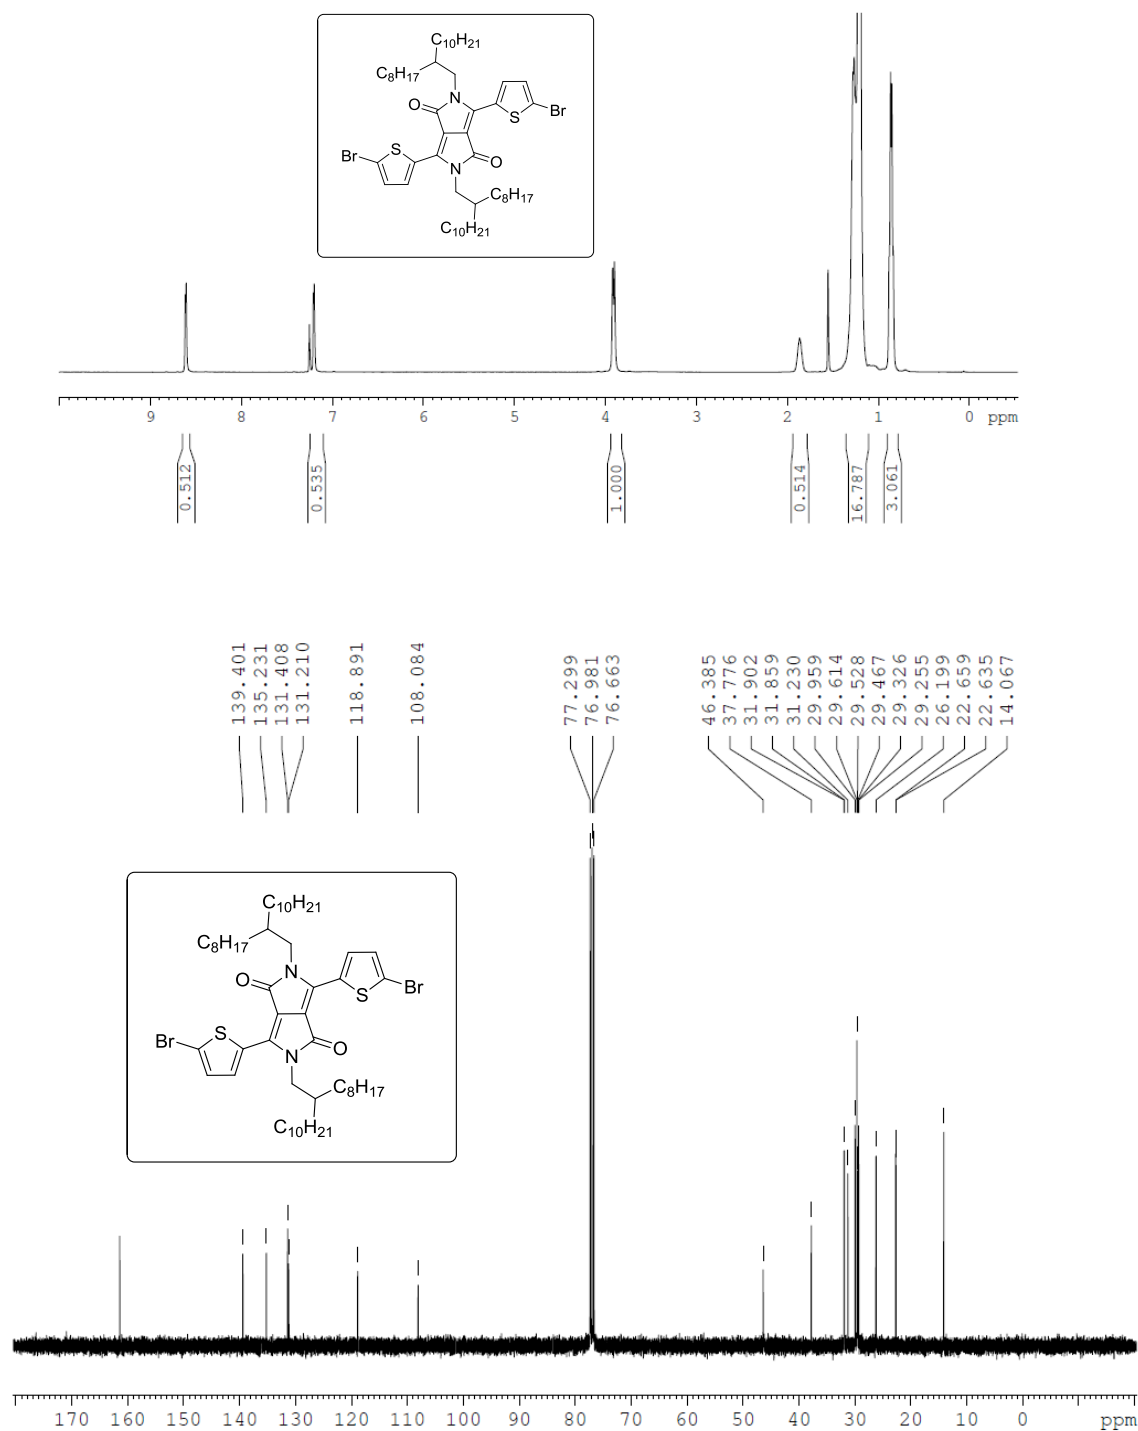 C10H21
C8H17
N
O
S
Br
Br
S
O
N
C8H17
C10H21
9 8 7 6 5 4 3 2 1 0 ppm
0.512
0.535
1.000
0.514
16.787
3.061
139.401
135.231
131.408
131.210
118.891
108.084
77.299
76.981
76.663
46.385
37.776
31.902
31.859
31.230
29.959
29.614
29.528
29.467
29.326
29.255
26.199
22.659
22.635
14.067
C10H21
C8H17
N
O
S
Br
Br
S
O
N
C8H17
C10H21
170 160 150 140 130 120 110 100 90 80 70 60 50 40 30 20 10 0 ppm